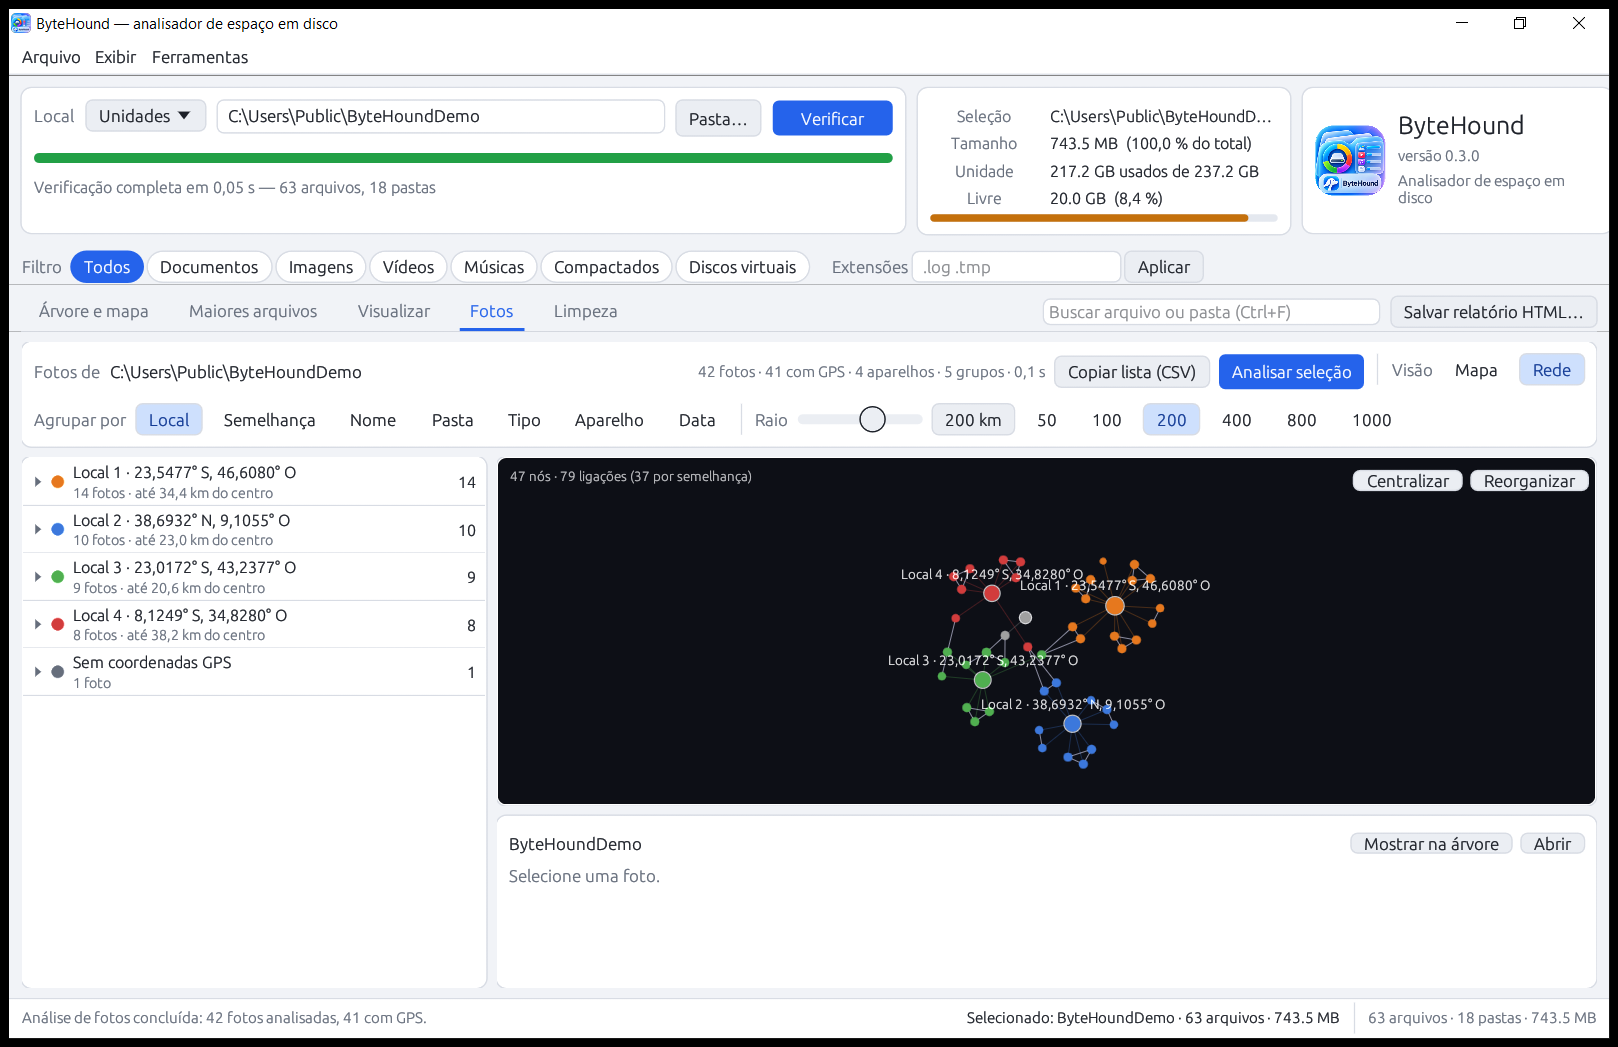 ByteHound — analisador de espaço em disco
Arquivo Exibir Ferramentas
Local Unidades C:\Users\Public\ByteHoundDemo Pasta... Verificar
Verificação completa em 0,05 s — 63 arquivos, 18 pastas
Seleção C:\Users\Public\ByteHoundD...
Tamanho 743.5 MB (100,0 % do total)
Unidade 217.2 GB usados de 237.2 GB
Livre 20.0 GB (8,4 %)
ByteHound
ByteHound
versão 0.3.0
Analisador de espaço em
disco
Filtro Todos Documentos Imagens Vídeos Músicas Compactados Discos virtuais Extensões .log .tmp Aplicar
Árvore e mapa Maiores arquivos Visualizar Fotos Limpeza Buscar arquivo ou pasta (Ctrl+F) Salvar relatório HTML...
Fotos de C:\Users\Public\ByteHoundDemo 42 fotos · 41 com GPS · 4 aparelhos · 5 grupos · 0,1 s Copiar lista (CSV) Analisar seleção Visão Mapa Rede
Agrupar por Local Semelhança Nome Pasta Tipo Aparelho Data Raio 200 km 50 100 200 400 800 1000
Local 1 · 23,5477° S, 46,6080° O
14 fotos · até 34,4 km do centro
14
Local 2 · 38,6932° N, 9,1055° O
10 fotos · até 23,0 km do centro
10
Local 3 · 23,0172° S, 43,2377° O
9 fotos · até 20,6 km do centro
9
Local 4 · 8,1249° S, 34,8280° O
8 fotos · até 38,2 km do centro
8
Sem coordenadas GPS
1 foto
1
47 nós · 79 ligações (37 por semelhança)
Centralizar Reorganizar
Local 4 · 8,1249° S, 34,8280° O
Local 1 · 23,5477° S, 46,6080° O
Local 3 · 23,0172° S, 43,2377° O
Local 2 · 38,6932° N, 9,1055° O
ByteHoundDemo Mostrar na árvore Abrir
Selecione uma foto.
Análise de fotos concluída: 42 fotos analisadas, 41 com GPS. Selecionado: ByteHoundDemo · 63 arquivos · 743.5 MB 63 arquivos · 18 pastas · 743.5 MB